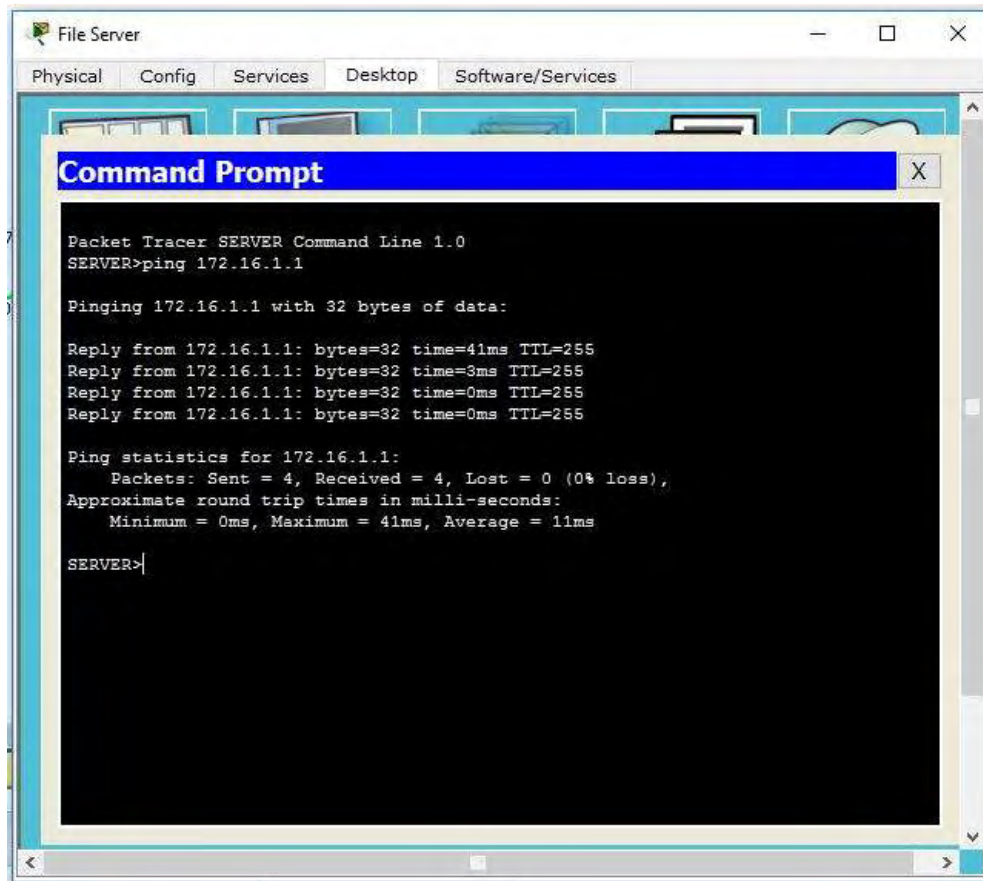 File Server
Physical Config Services Desktop Software/Services
Command Prompt
X
Packet Tracer SERVER Command Line 1.0
SERVER>ping 172.16.1.1
Pinging 172.16.1.1 with 32 bytes of data:
Reply from 172.16.1.1: bytes=32 time=41ms TTL=255
Reply from 172.16.1.1: bytes=32 time=3ms TTL=255
Reply from 172.16.1.1: bytes=32 time=0ms TTL=255
Reply from 172.16.1.1: bytes=32 time=0ms TTL=255
Ping statistics for 172.16.1.1:
Packets: Sent = 4, Received = 4, Lost = 0 (0% loss),
Approximate round trip times in milli-seconds:
Minimum = 0ms, Maximum = 41ms, Average = 11ms
SERVER>